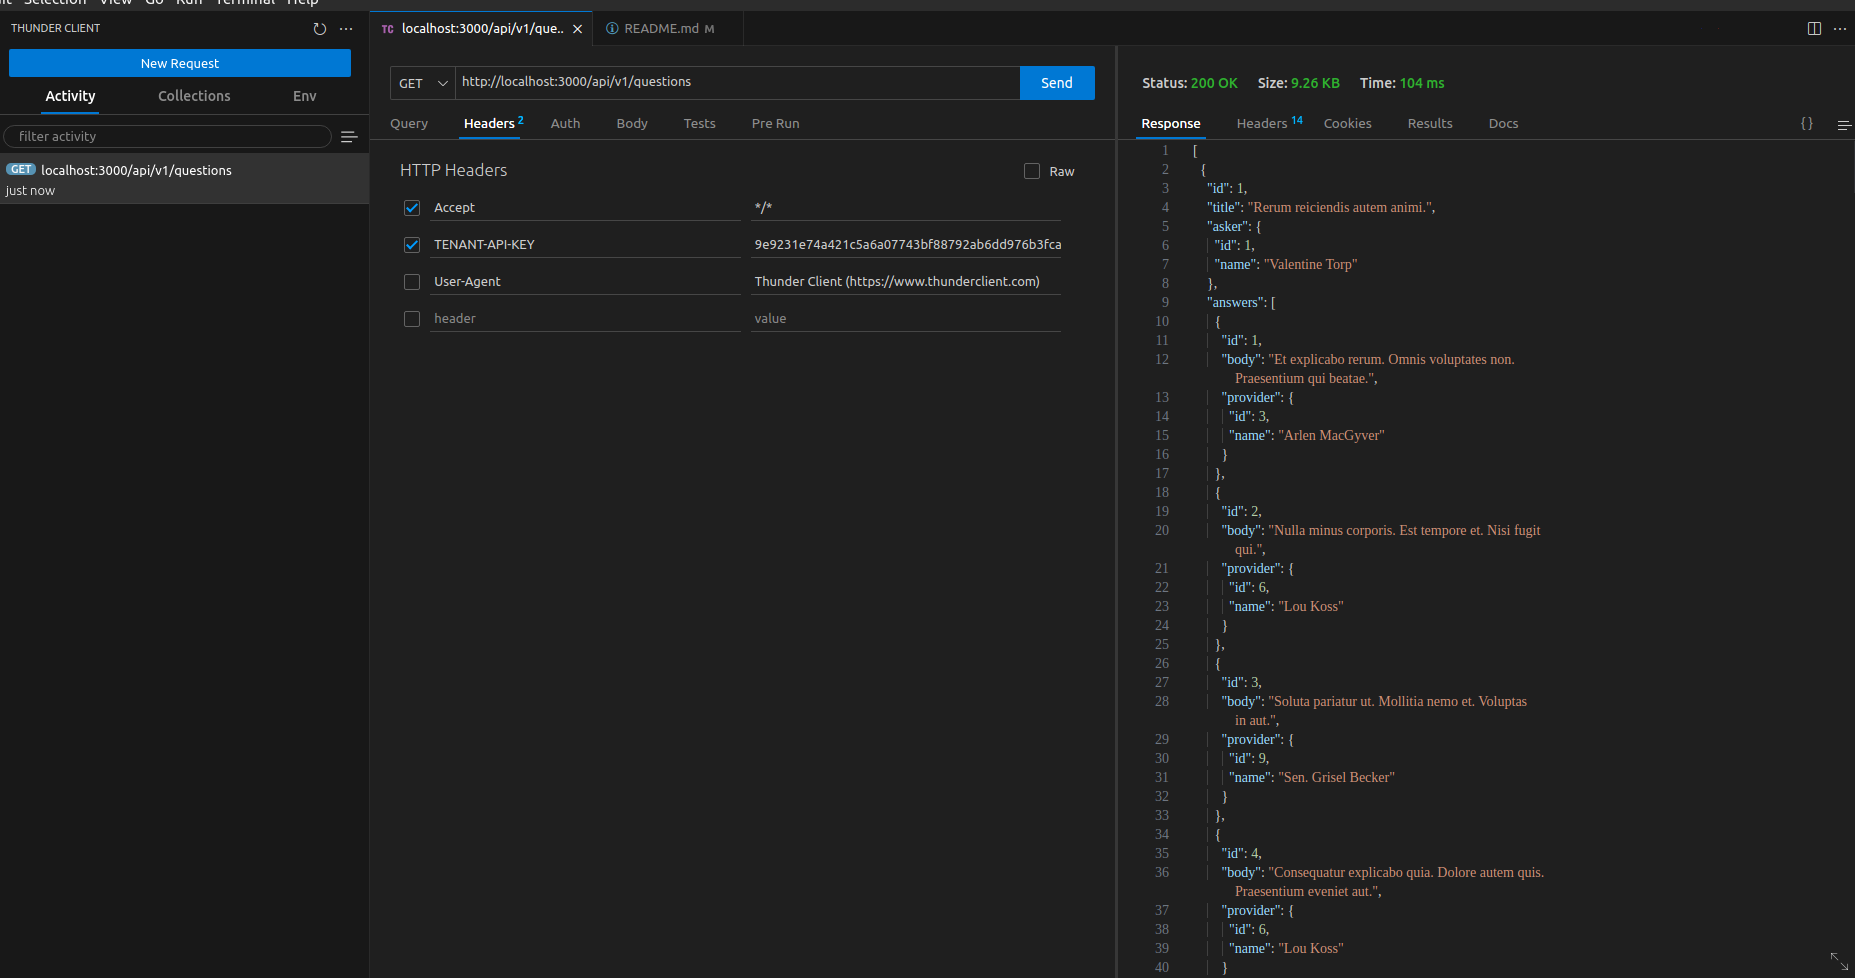 Selection View Go Run Terminal Help
THUNDER CLIENT
New Request
Activity Collections Env
filter activity
GET localhost:3000/api/v1/questions
just now
TC localhost:3000/api/v1/que..
README.md M
GET http://localhost:3000/api/v1/questions Send
Query Headers 2 Auth Body Tests Pre Run
HTTP Headers Raw
Accept */*
TENANT-API-KEY 9e9231e74a421c5a6a07743bf88792ab6dd976b3fca
User-Agent Thunder Client (https://www.thunderclient.com)
header value
Status: 200 OK Size: 9.26 KB Time: 104 ms
Response Headers 14 Cookies Results Docs {}
1 [
2 {
3 "id": 1,
4 "title": "Rerum reiciendis autem animi.",
5 "asker": {
6 "id": 1,
7 "name": "Valentine Torp"
8 },
9 "answers": [
10 {
11 "id": 1,
12 "body": "Et explicabo rerum. Omnis voluptates non.
Praesentium qui beatae.",
13 "provider": {
14 "id": 3,
15 "name": "Arlen MacGyver"
16 }
17 },
18 {
19 "id": 2,
20 "body": "Nulla minus corporis. Est tempore et. Nisi fugit
qui.",
21 "provider": {
22 "id": 6,
23 "name": "Lou Koss"
24 }
25 },
26 {
27 "id": 3,
28 "body": "Soluta pariatur ut. Mollitia nemo et. Voluptas
in aut.",
29 "provider": {
30 "id": 9,
31 "name": "Sen. Grisel Becker"
32 }
33 },
34 {
35 "id": 4,
36 "body": "Consequatur explicabo quia. Dolore autem quis.
Praesentium eveniet aut.",
37 "provider": {
38 "id": 6,
39 "name": "Lou Koss"
40 }